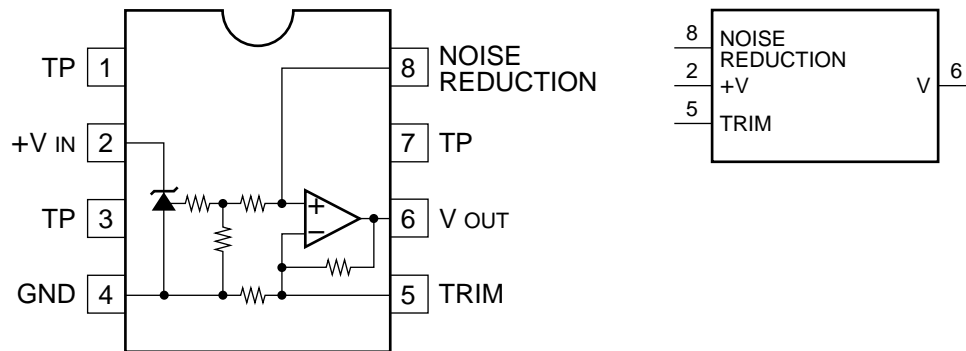 TP 1
8 NOISE
REDUCTION
+V IN 2
7 TP
TP 3
+
−
6 V OUT
GND 4
5 TRIM
8 NOISE
REDUCTION
2 +V
V 6
5 TRIM